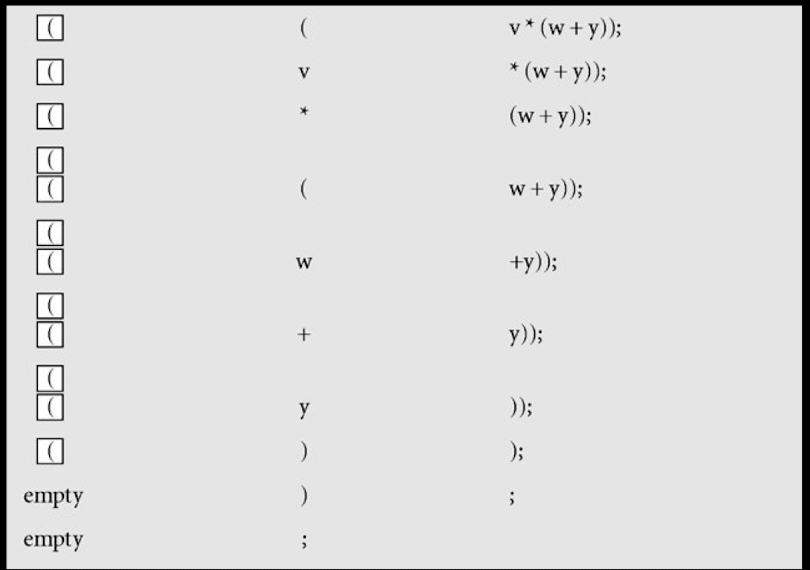 ( ( v * (w + y));
( v * (w + y));
( * (w + y));
(
( ( w + y));
(
( w +y));
(
( + y));
(
( y ));
( ) );
empty ) ;
empty ;